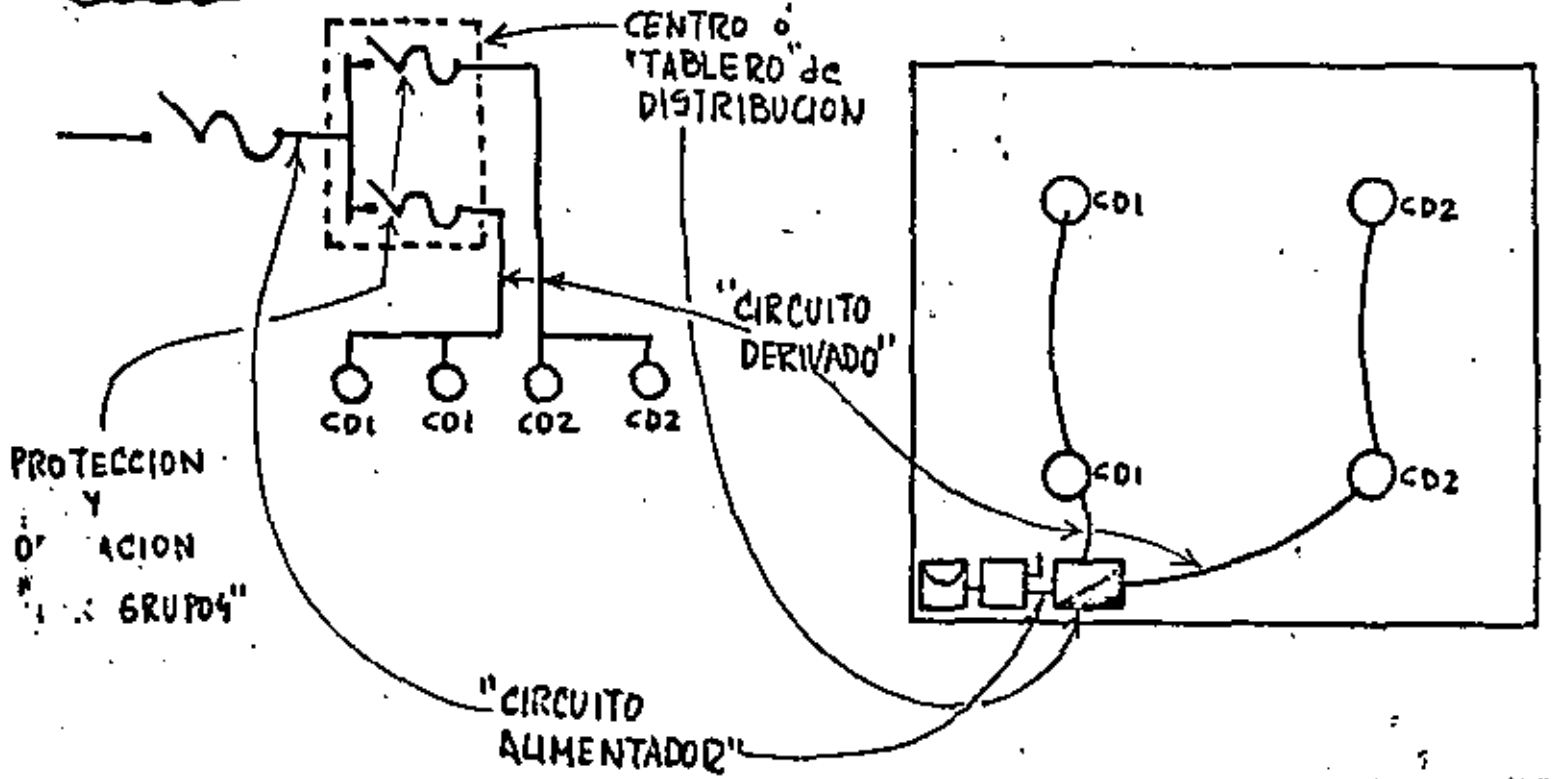 CENTRO ó
"TABLERO" de
DISTRIBUCION
"CIRCUITO
DERIVADO"
CD1
CD1
CD2
CD2
PROTECCION
Y
GRUPOS"
"CIRCUITO
ALIMENTADOR"
CD1
CD2
CD1
CD2